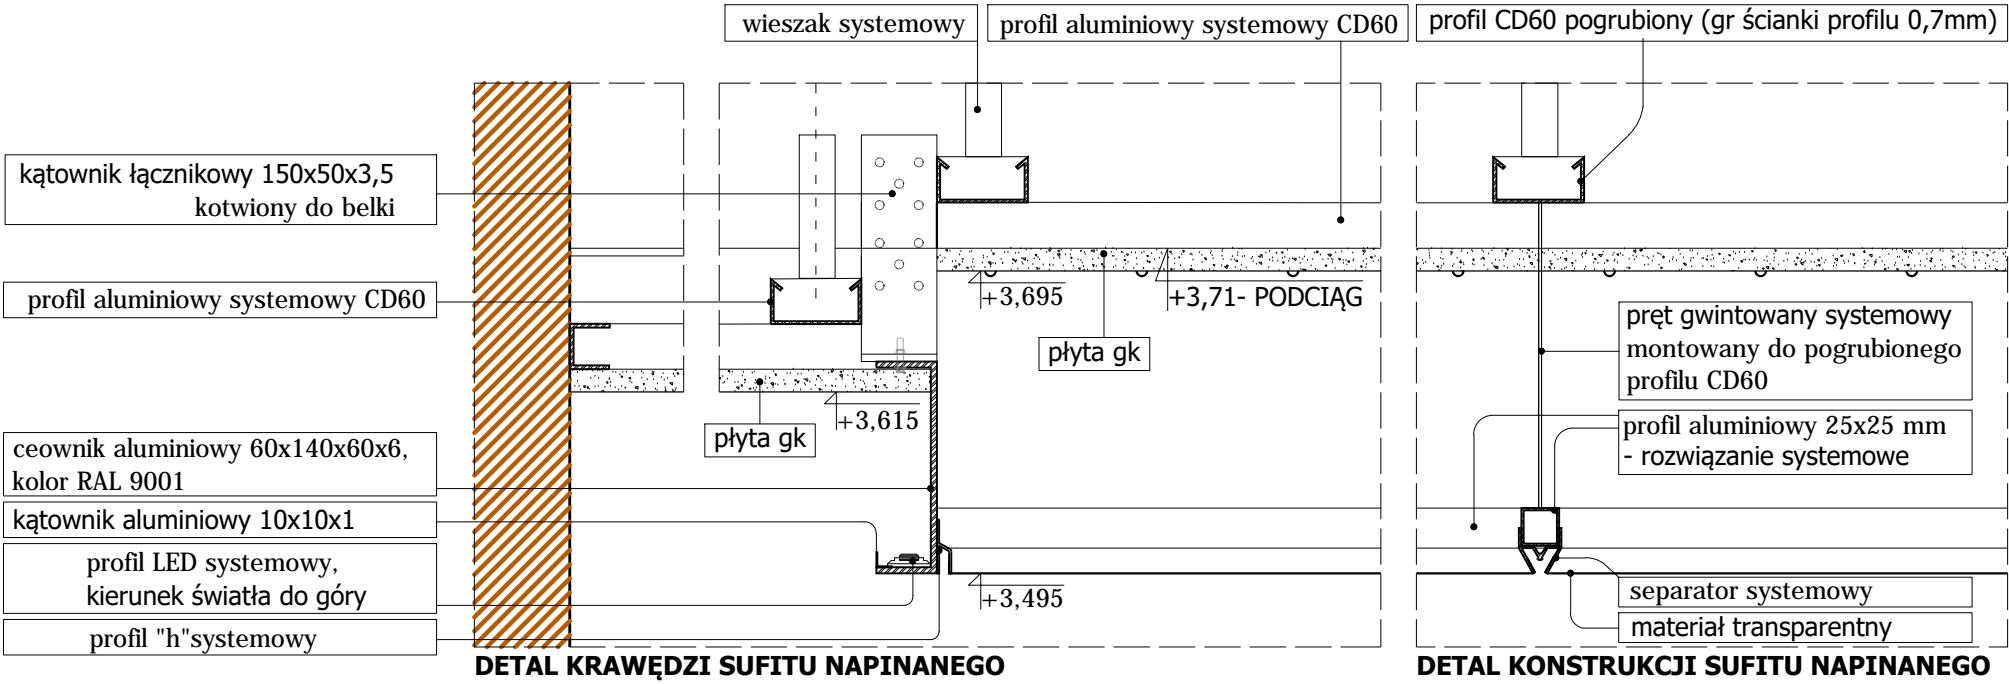 wieszak systemowy
profil aluminiowy systemowy CD60
profil CD60 pogrubiony (gr ścianki profilu 0,7mm)
kątownik łącznikowy 150x50x3,5
kotwiony do belki
profil aluminiowy systemowy CD60
+3,695
+3,71- PODCIĄG
płyta gk
pręt gwintowany systemowy
montowany do pogrubionego
profilu CD60
+3,615
płyta gk
ceownik aluminiowy 60x140x60x6,
kolor RAL 9001
profil aluminiowy 25x25 mm
- rozwiązanie systemowe
kątownik aluminiowy 10x10x1
profil LED systemowy,
kierunek światła do góry
+3,495
separator systemowy
profil "h"systemowy
materiał transparentny
DETAL KRAWĘDZI SUFITU NAPINANEGO
DETAL KONSTRUKCJI SUFITU NAPINANEGO